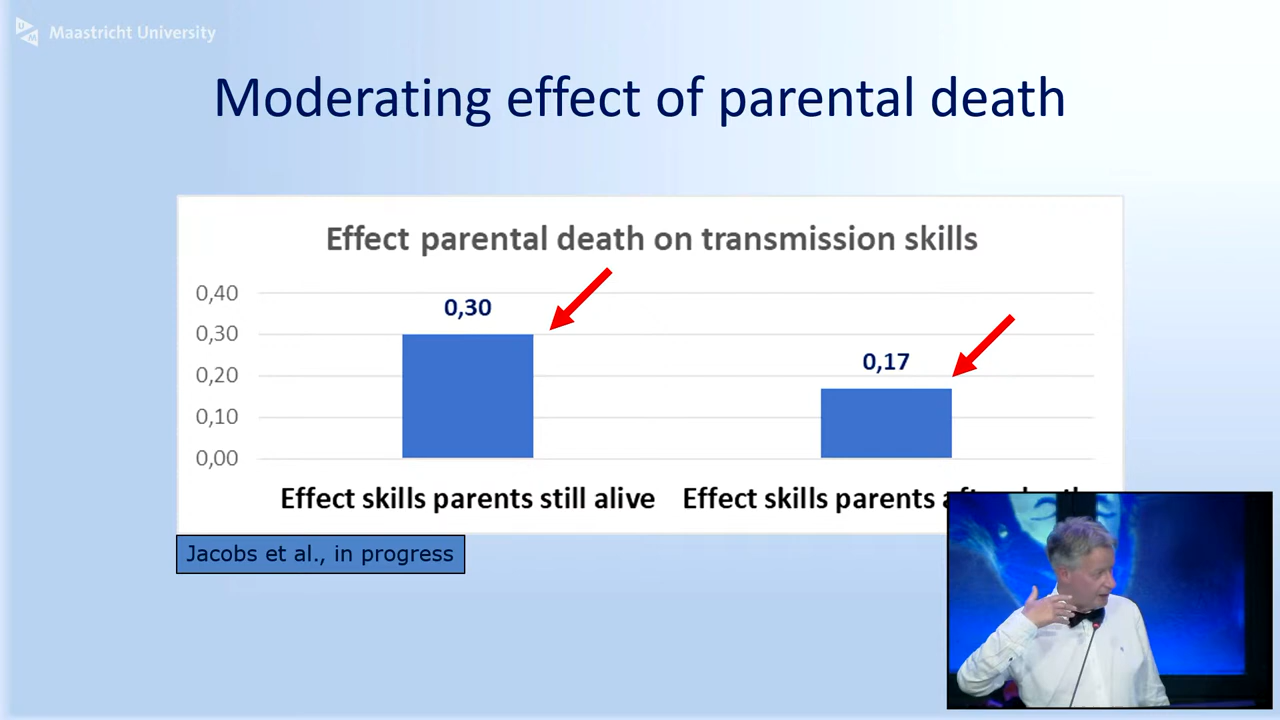 Maastricht University
Moderating effect of parental death
Effect parental death on transmission skills
0,40
0,30
0,20
0,10
0,00
0,30
0,17
Effect skills parents still alive
Effect skills parents
Jacobs et al., in progress